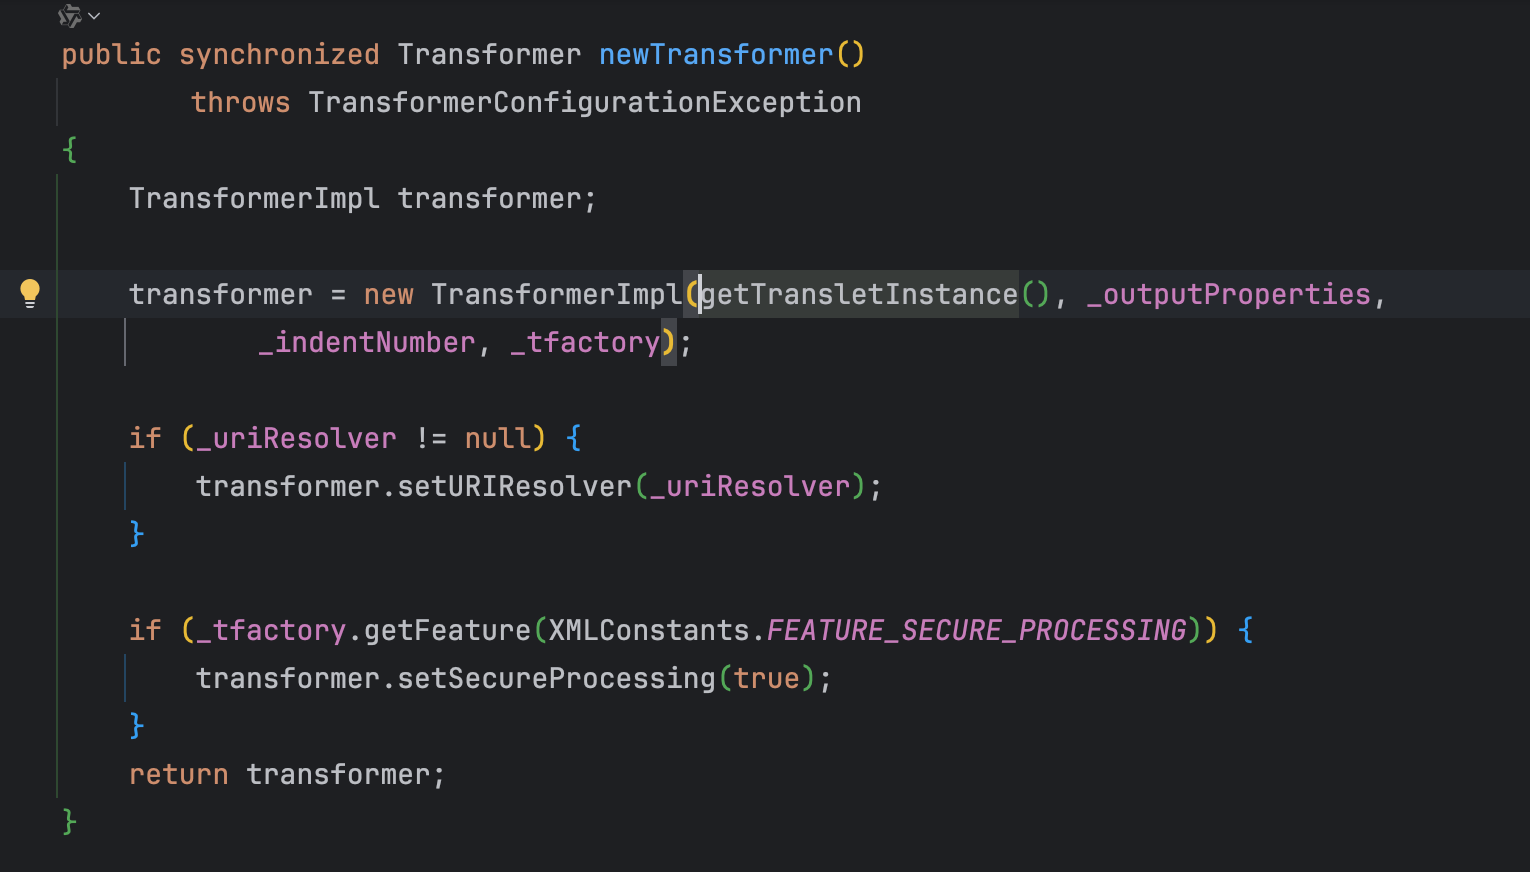 public synchronized Transformer newTransformer()
throws TransformerConfigurationException
{
TransformerImpl transformer;
transformer = new TransformerImpl(getTransletInstance(), _outputProperties,
_indentNumber, _tfactory);
if (_uriResolver != null) {
transformer.setURIResolver(_uriResolver);
}
if (_tfactory.getFeature(XMLConstants.FEATURE_SECURE_PROCESSING)) {
transformer.setSecureProcessing(true);
}
return transformer;
}